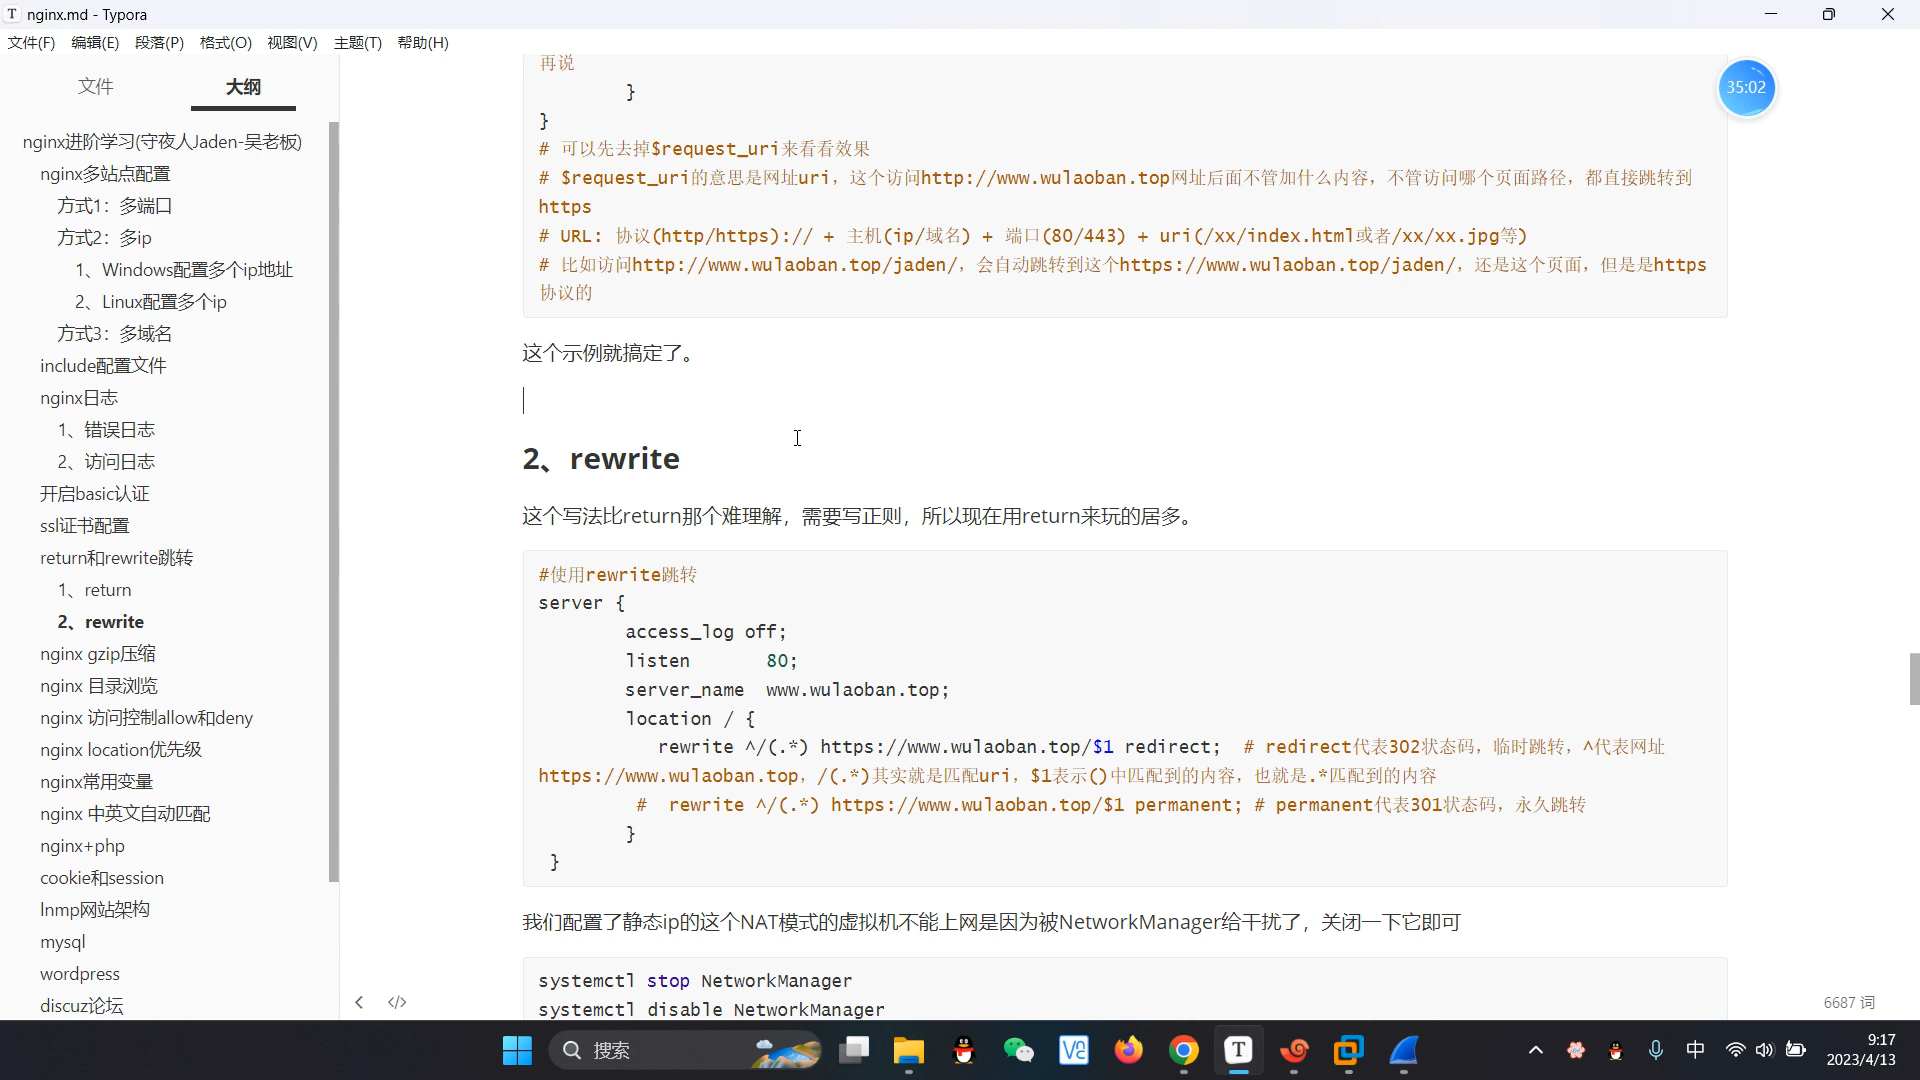 nginx.md - Typora
文件(F) 编辑(E) 段落(P) 格式(O) 视图(V) 主题(T) 帮助(H)
文件 大纲
nginx进阶学习(守夜人Jaden-吴老板)
nginx多站点配置
方式1：多端口
方式2：多ip
1、Windows配置多个ip地址
2、Linux配置多个ip
方式3：多域名
include配置文件
nginx日志
1、错误日志
2、访问日志
开启basic认证
ssl证书配置
return和rewrite跳转
1、return
2、rewrite
nginx gzip压缩
nginx 目录浏览
nginx 访问控制allow和deny
nginx location优先级
nginx常用变量
nginx 中英文自动匹配
nginx+php
cookie和session
lnmp网站架构
mysql
wordpress
discuz论坛
再说
}
}
# 可以先去掉$request_uri来看看效果
# $request_uri的意思是网址uri，这个访问http://www.wulaoban.top网址后面不管加什么内容，不管访问哪个页面路径，都直接跳转到
https
# URL: 协议(http/https):// + 主机(ip/域名) + 端口(80/443) + uri(/xx/index.html或者/xx/xx.jpg等)
# 比如访问http://www.wulaoban.top/jaden/，会自动跳转到这个https://www.wulaoban.top/jaden/，还是这个页面，但是是https
协议的
这个示例就搞定了。
2、rewrite
这个写法比return那个难理解，需要写正则，所以现在用return来玩的居多。
#使用rewrite跳转
server {
access_log off;
listen 80;
server_name www.wulaoban.top;
location / {
rewrite ^/(.*) https://www.wulaoban.top/$1 redirect; # redirect代表302状态码，临时跳转，^代表网址
https://www.wulaoban.top，/(.*)其实就是匹配uri，$1表示()中匹配到的内容，也就是.*匹配到的内容
# rewrite ^/(.*) https://www.wulaoban.top/$1 permanent; # permanent代表301状态码，永久跳转
}
}
我们配置了静态ip的这个NAT模式的虚拟机不能上网是因为被NetworkManager给干扰了，关闭一下它即可
systemctl stop NetworkManager
systemctl disable NetworkManager
35:02
6687 词
搜索
中
9:17
2023/4/13